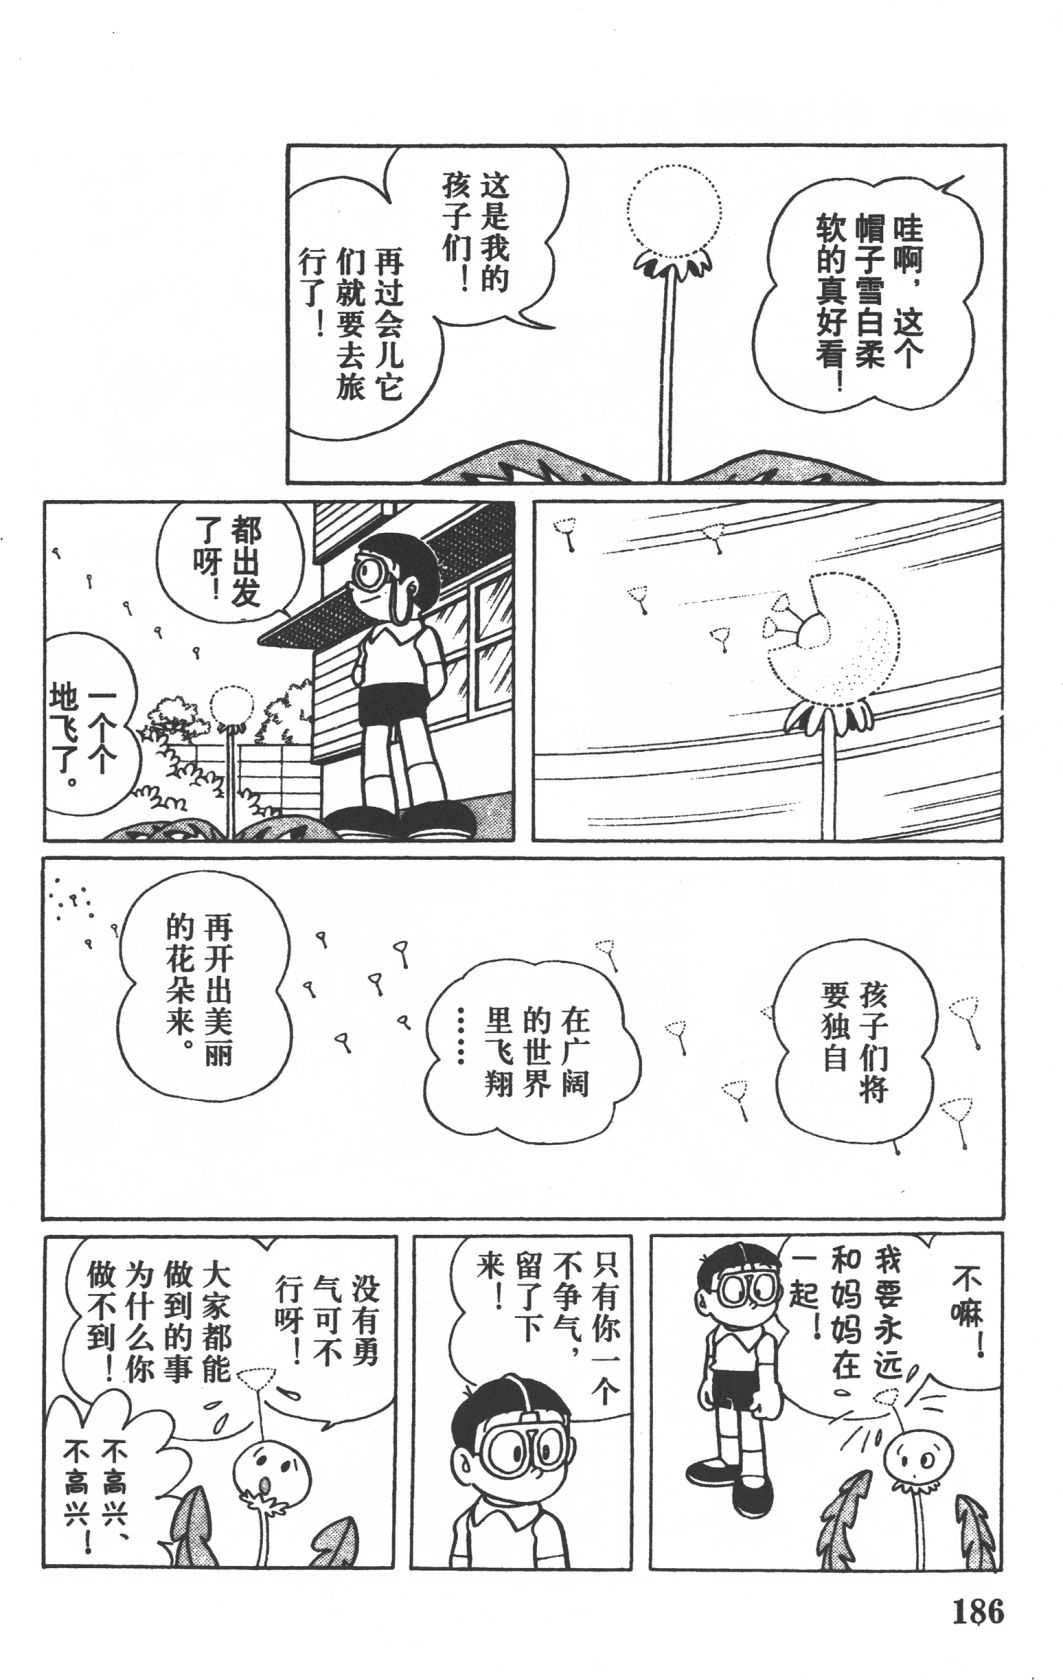 哇啊，这个
帽子雪白柔
软的真好看！
这是我的
孩子们！
再过会儿它
们就要去旅
行了！
都出发
了呀！
一个个
地飞了。
孩子们将
要独自
在广阔
的世界
里飞翔
……
再开出美丽
的花朵来。
不嘛！
我要永远
和妈妈在
一起！
只有你一个
不争气，
留了下
来！
没有勇
气可不
行呀！
大家都能
做到的事
为什么你
做不到！
不高兴、
不高兴！
186